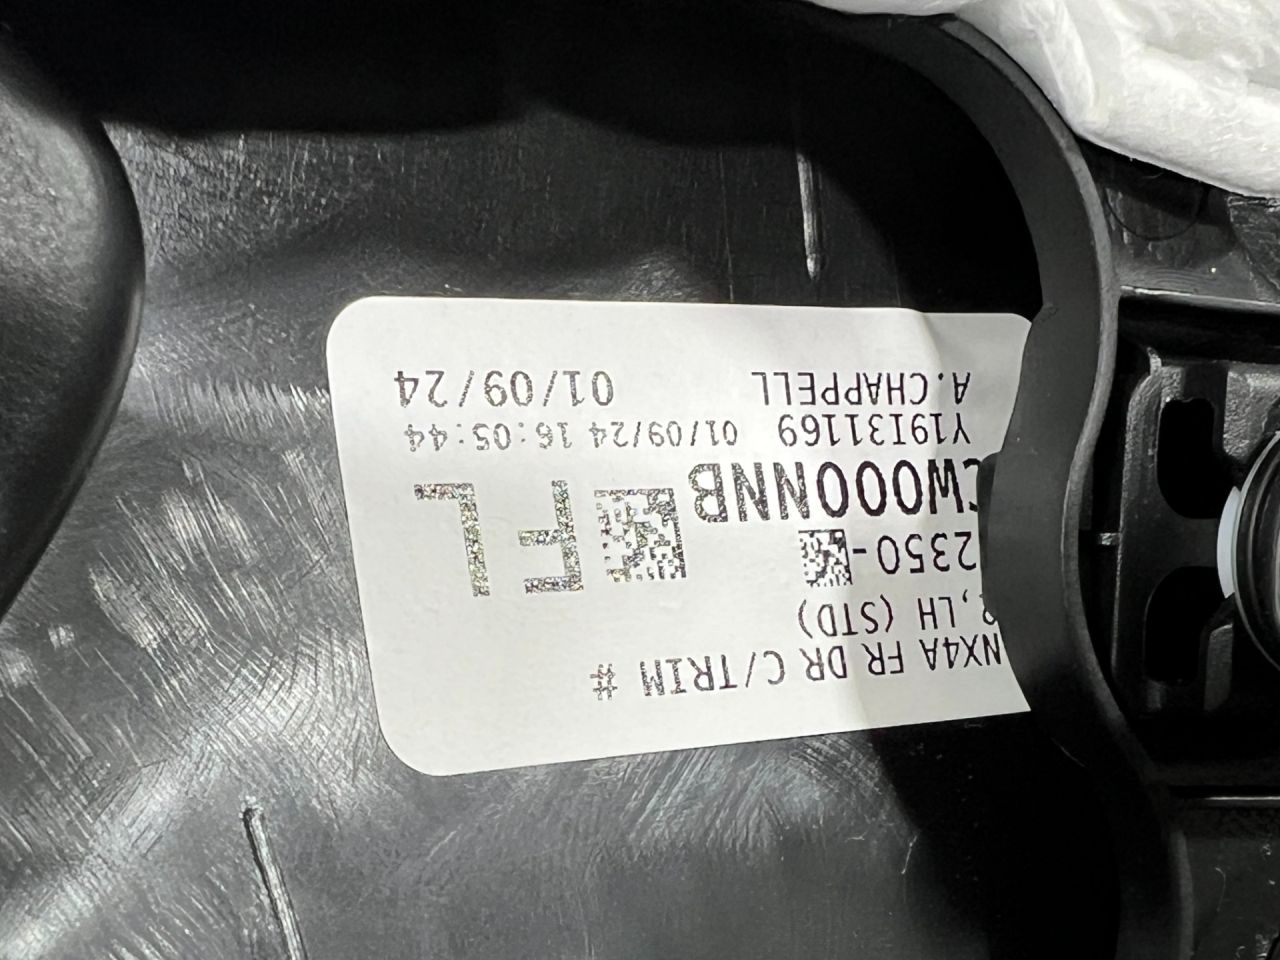 NX4A FR DR C/TRIM #
, LH (STD)
2350-
CW000NNB FL
Y19I31169 01/09/24 16:05:44
A.CHAPPELL 01/09/24